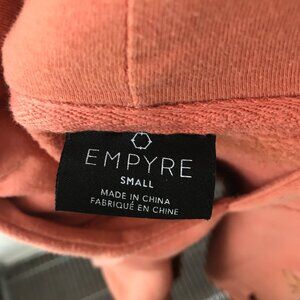 EMPYRE
SMALL
MADE IN CHINA
FABRIQUÉ EN CHINE